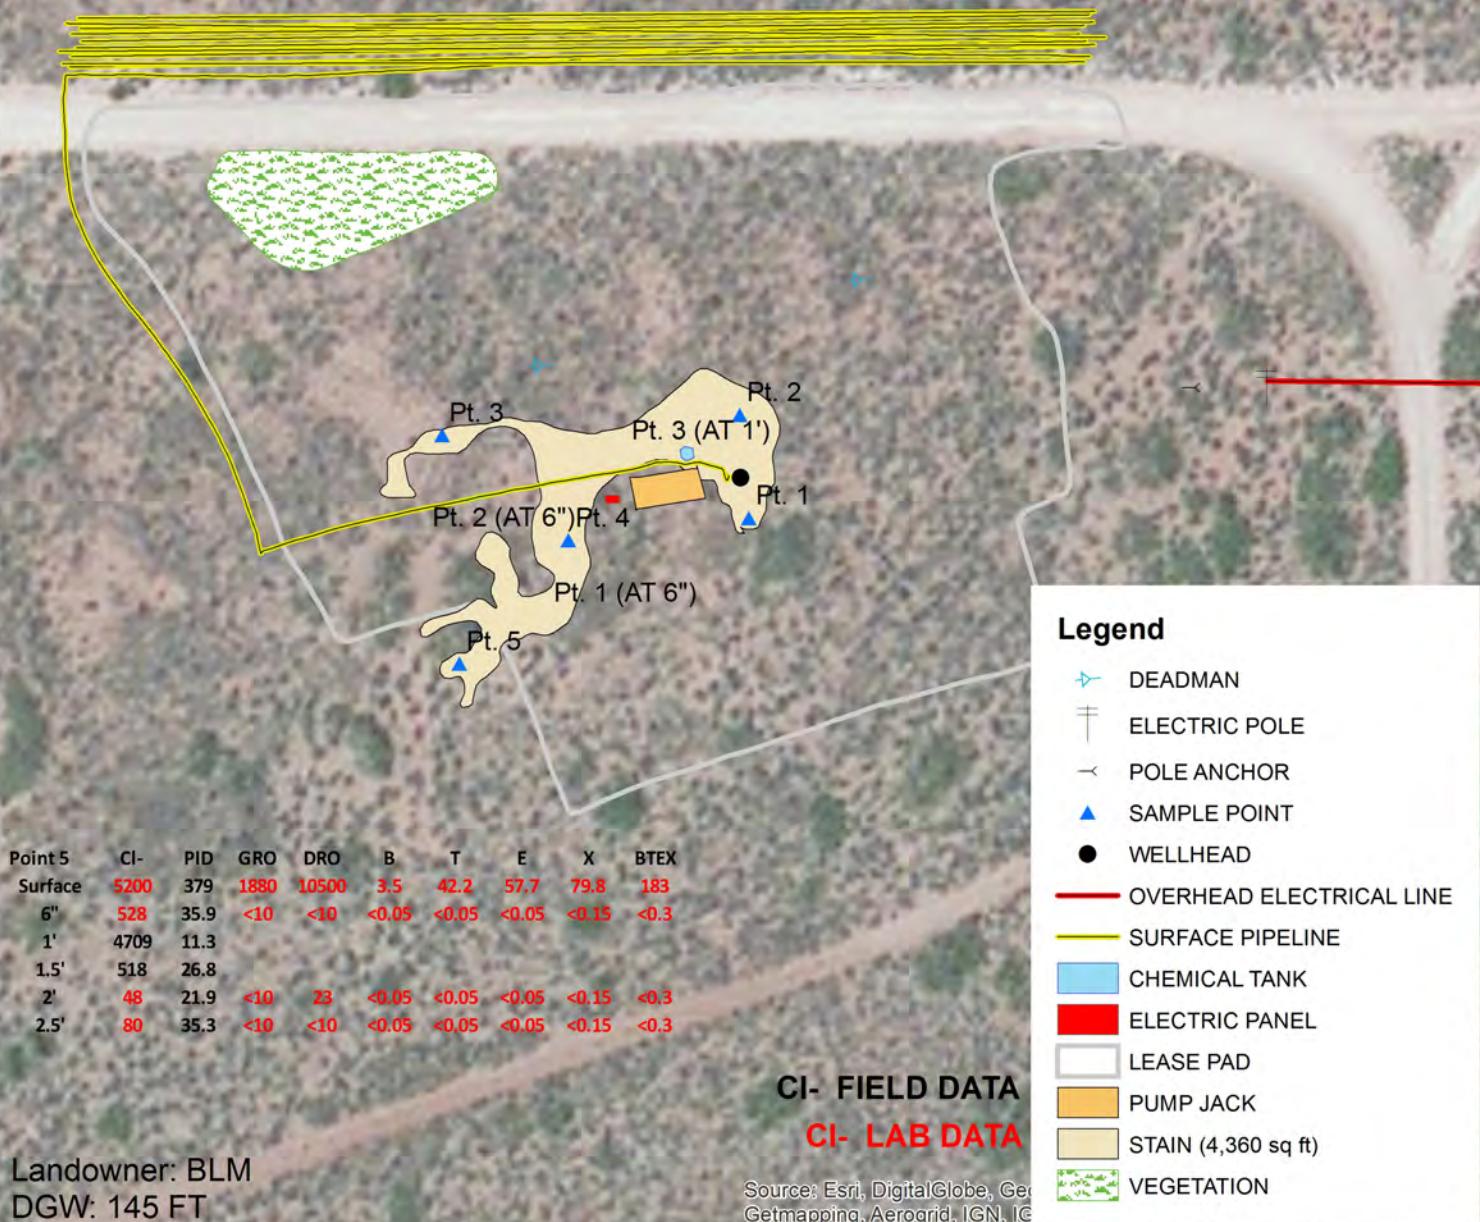 Pt. 2
Pt. 3
Pt. 3 (AT 1')
Pt. 1
Pt. 2 (AT 6")
Pt. 4
Pt. 1 (AT 6")
Pt. 5
Legend
DEADMAN
ELECTRIC POLE
POLE ANCHOR
SAMPLE POINT
WELLHEAD
OVERHEAD ELECTRICAL LINE
SURFACE PIPELINE
CHEMICAL TANK
ELECTRIC PANEL
LEASE PAD
PUMP JACK
STAIN (4,360 sq ft)
VEGETATION
Point 5 Cl- PID GRO DRO B T E X BTEX
Surface 5200 379 1880 10500 3.5 42.2 57.7 79.8 183
6" 528 35.9 <10 <10 <0.05 <0.05 <0.05 <0.15 <0.3
1' 4709 11.3
1.5' 518 26.8
2' 48 21.9 <10 23 <0.05 <0.05 <0.05 <0.15 <0.3
2.5' 80 35.3 <10 <10 <0.05 <0.05 <0.05 <0.15 <0.3
Cl- FIELD DATA
Cl- LAB DATA
Landowner: BLM
DGW: 145 FT
Source: Esri, DigitalGlobe,
Getmapping, Aerogrid, IGN,